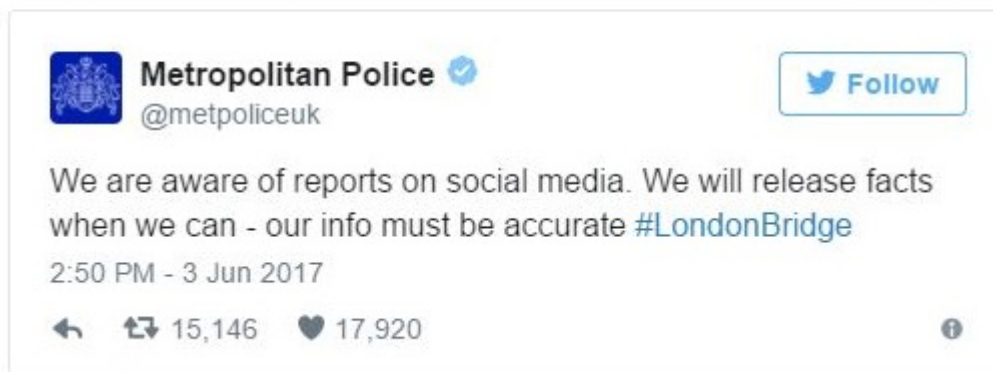 Metropolitan Police
@metpoliceuk
Follow
We are aware of reports on social media. We will release facts
when we can - our info must be accurate #LondonBridge
2:50 PM - 3 Jun 2017
15,146 17,920